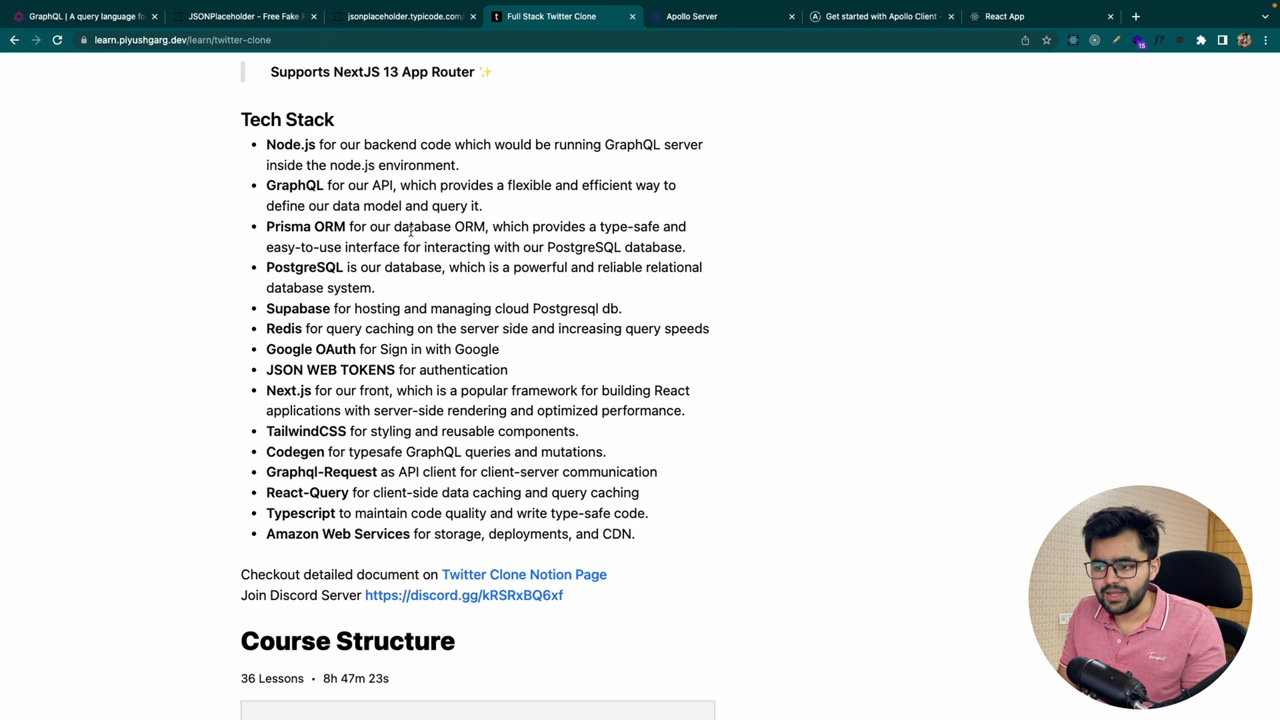 GraphQL | A query language fo
JSONPlaceholder - Free Fake R
jsonplaceholder.typicode.com/
Full Stack Twitter Clone
Apollo Server
Get started with Apollo Client -
React App
learn.piyushgarg.dev/learn/twitter-clone
15
Supports NextJS 13 App Router ✨
Tech Stack
• Node.js for our backend code which would be running GraphQL server
inside the node.js environment.
• GraphQL for our API, which provides a flexible and efficient way to
define our data model and query it.
• Prisma ORM for our database ORM, which provides a type-safe and
easy-to-use interface for interacting with our PostgreSQL database.
• PostgreSQL is our database, which is a powerful and reliable relational
database system.
• Supabase for hosting and managing cloud Postgresql db.
• Redis for query caching on the server side and increasing query speeds
• Google OAuth for Sign in with Google
• JSON WEB TOKENS for authentication
• Next.js for our front, which is a popular framework for building React
applications with server-side rendering and optimized performance.
• TailwindCSS for styling and reusable components.
• Codegen for typesafe GraphQL queries and mutations.
• Graphql-Request as API client for client-server communication
• React-Query for client-side data caching and query caching
• Typescript to maintain code quality and write type-safe code.
• Amazon Web Services for storage, deployments, and CDN.
Checkout detailed document on Twitter Clone Notion Page
Join Discord Server https://discord.gg/kRSRxBQ6xf
Course Structure
36 Lessons • 8h 47m 23s